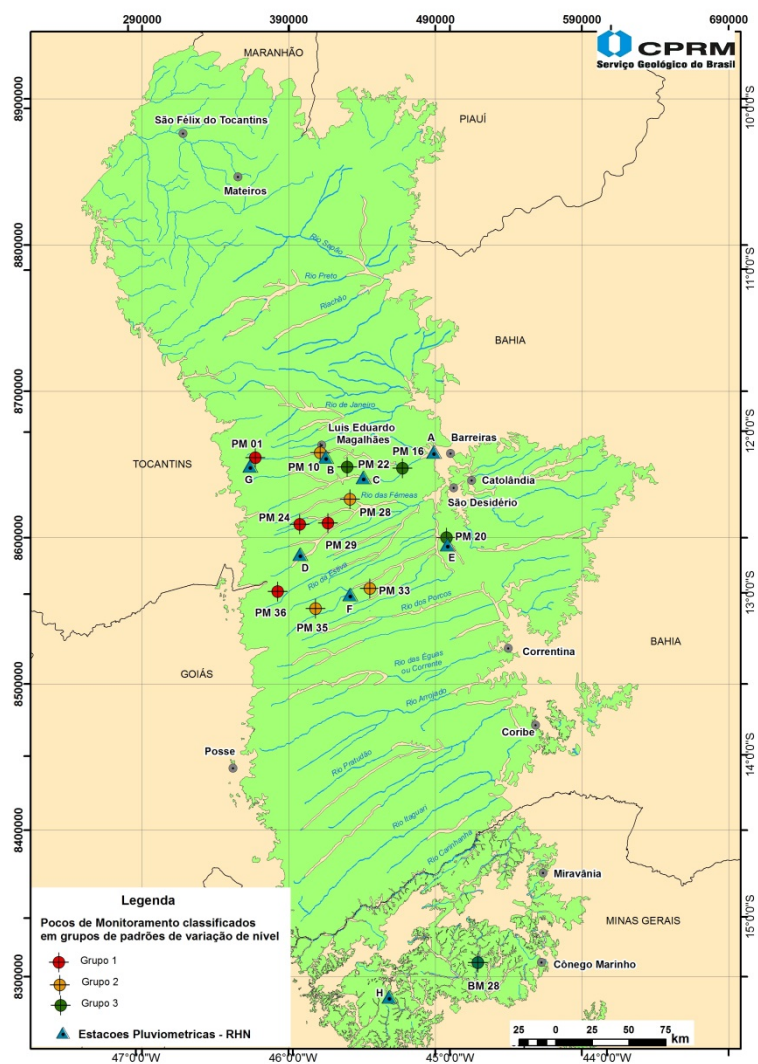 290000 390000 490000 590000 690000
CPRM
Serviço Geológico do Brasil
MARANHÃO
8900000
10°0'0"S
São Félix do Tocantins
PIAUÍ
Mateiros
8800000
Rio Sapão
11°0'0"S
Rio Preto
Riachão
BAHIA
8700000
Rio de Janeiro
12°0'0"S
Luis Eduardo
Magalhães
A
Barreiras
PM 01
PM 16
TOCANTINS
PM 10
PM 22
B
G
C
Catolândia
Rio das Fêmeas
São Desidério
PM 24
PM 28
8600000
PM 20
PM 29
E
D
Rio da Estiva
13°0'0"S
PM 33
F
Rio dos Porcos
PM 36
PM 35
BAHIA
Correntina
GOIÁS
Rio das Éguas
ou Corrente
8500000
Rio Arrojado
Coribe
Posse
14°0'0"S
Rio Pratudão
Rio Itaguari
8400000
Rio Carinhanha
Miravânia
Legenda
Pocos de Monitoramento classificados
em grupos de padrões de variação de nivel
MINAS GERAIS
15°0'0"S
Grupo 1
Cônego Marinho
8300000
Grupo 2
BM 28
Grupo 3
H
Estacoes Pluviometricas - RHN
25 0 25 50 75
km
47°0'0"W 46°0'0"W 45°0'0"W 44°0'0"W